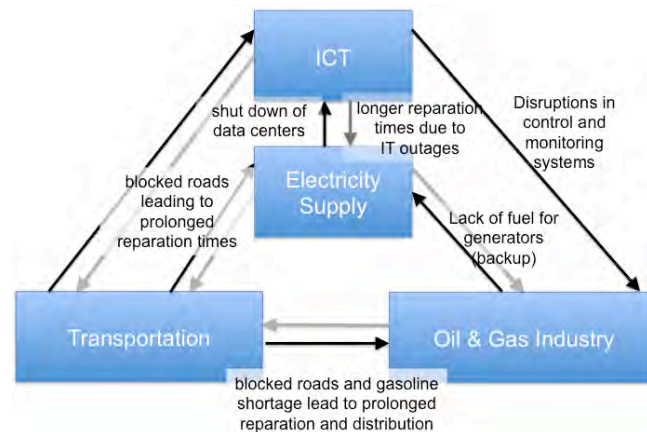 ICT
shut down of
data centers
longer reparation
times due to
IT outages
Disruptions in
control and
monitoring
systems
blocked roads
leading to
prolonged
reparation times
Electricity
Supply
Lack of fuel for
generators
(backup)
Transportation
Oil & Gas Industry
blocked roads and gasoline
shortage lead to prolonged
reparation and distribution